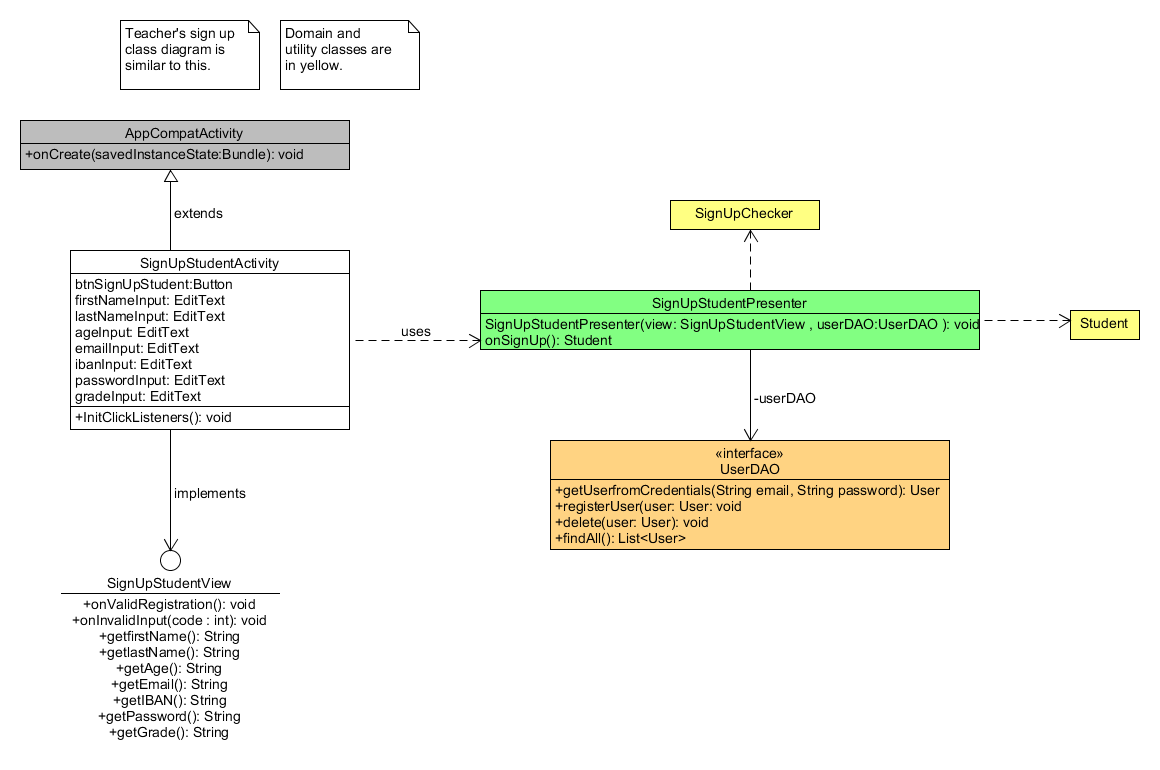 Teacher's sign up
class diagram is
similar to this.
Domain and
utility classes are
in yellow.
AppCompatActivity
+onCreate(savedInstanceState:Bundle): void
extends
SignUpStudentActivity
btnSignUpStudent:Button
firstNameInput: EditText
lastNameInput: EditText
ageInput: EditText
emailInput: EditText
ibanInput: EditText
passwordInput: EditText
gradeInput: EditText
+InitClickListeners(): void
uses
SignUpChecker
SignUpStudentPresenter
SignUpStudentPresenter(view: SignUpStudentView , userDAO:UserDAO ): void
onSignUp(): Student
Student
-userDAO
«interface»
UserDAO
+getUserfromCredentials(String email, String password): User
+registerUser(user: User: void
+delete(user: User): void
+findAll(): List<User>
implements
SignUpStudentView
+onValidRegistration(): void
+onInvalidInput(code : int): void
+getfirstName(): String
+getlastName(): String
+getAge(): String
+getEmail(): String
+getIBAN(): String
+getPassword(): String
+getGrade(): String